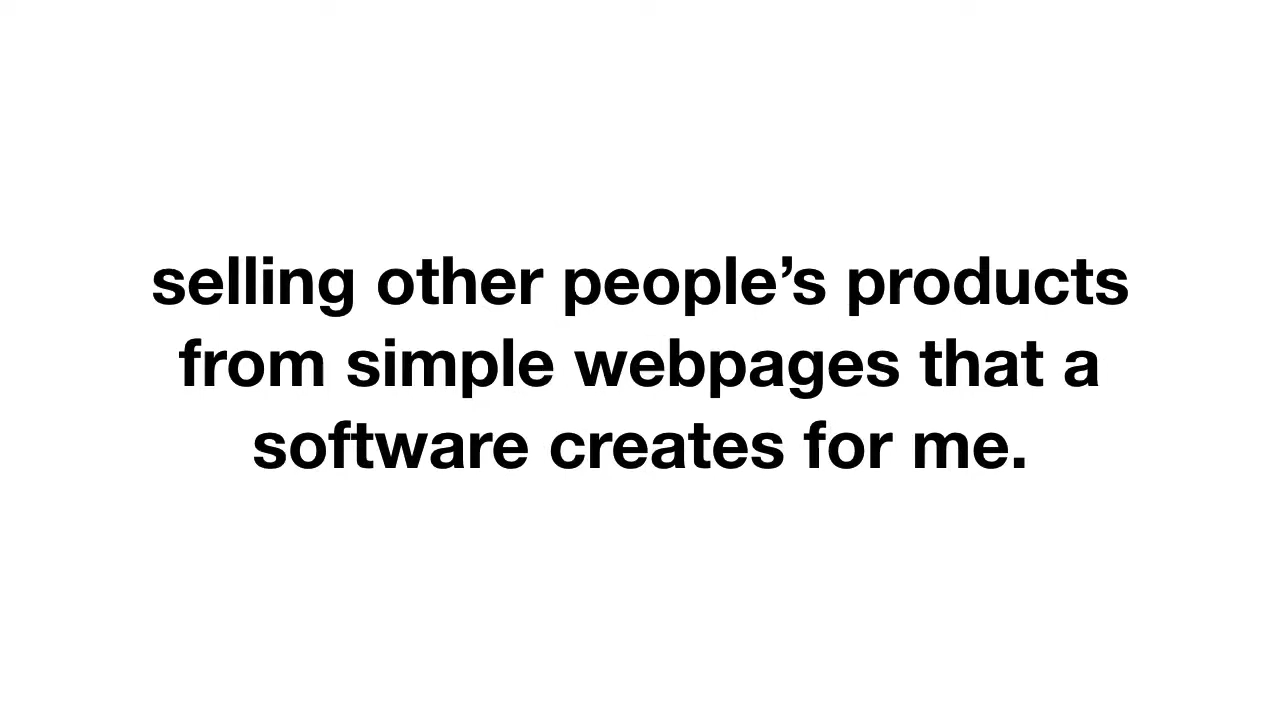 selling other people’s products
from simple webpages that a
software creates for me.